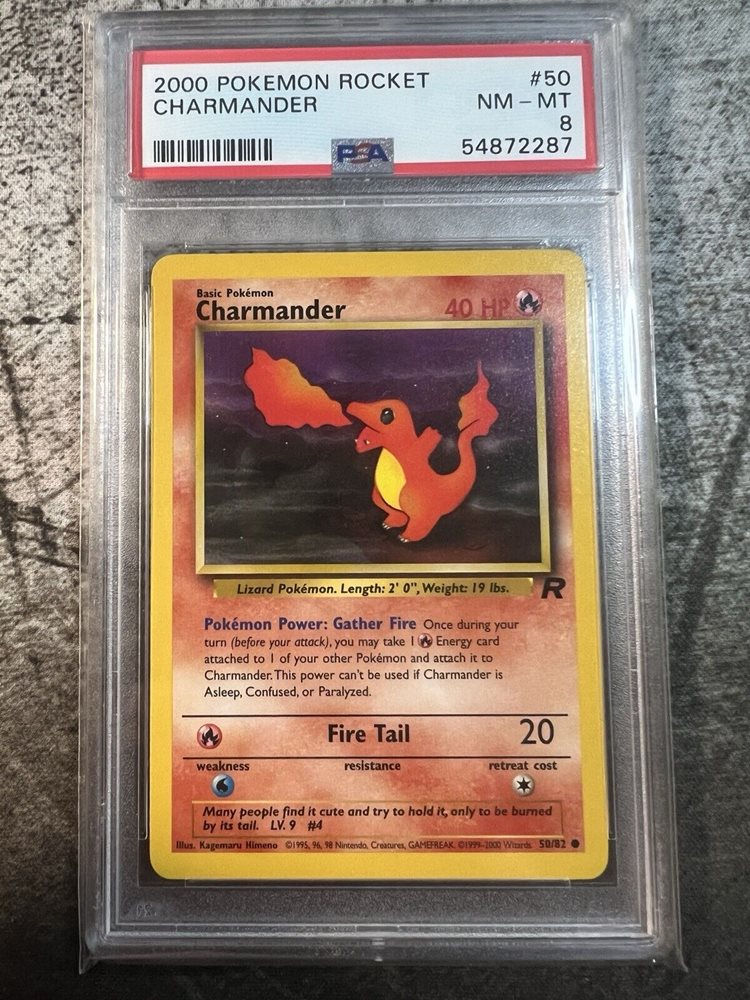 2000 POKEMON ROCKET #50
CHARMANDER NM - MT
8
PSA 54872287
Basic Pokémon
Charmander 40 HP
Lizard Pokémon. Length: 2' 0", Weight: 19 lbs.
R
Pokémon Power: Gather Fire Once during your
turn (before your attack), you may take 1 Energy card
attached to 1 of your other Pokémon and attach it to
Charmander. This power can't be used if Charmander is
Asleep, Confused, or Paralyzed.
Fire Tail 20
weakness resistance retreat cost
Many people find it cute and try to hold it, only to be burned
by its tail. LV. 9 #4
Illus. Kagemaru Himeno ©1995, 96, 98 Nintendo, Creatures, GAMEFREAK. ©1999-2000 Wizards. 50/82